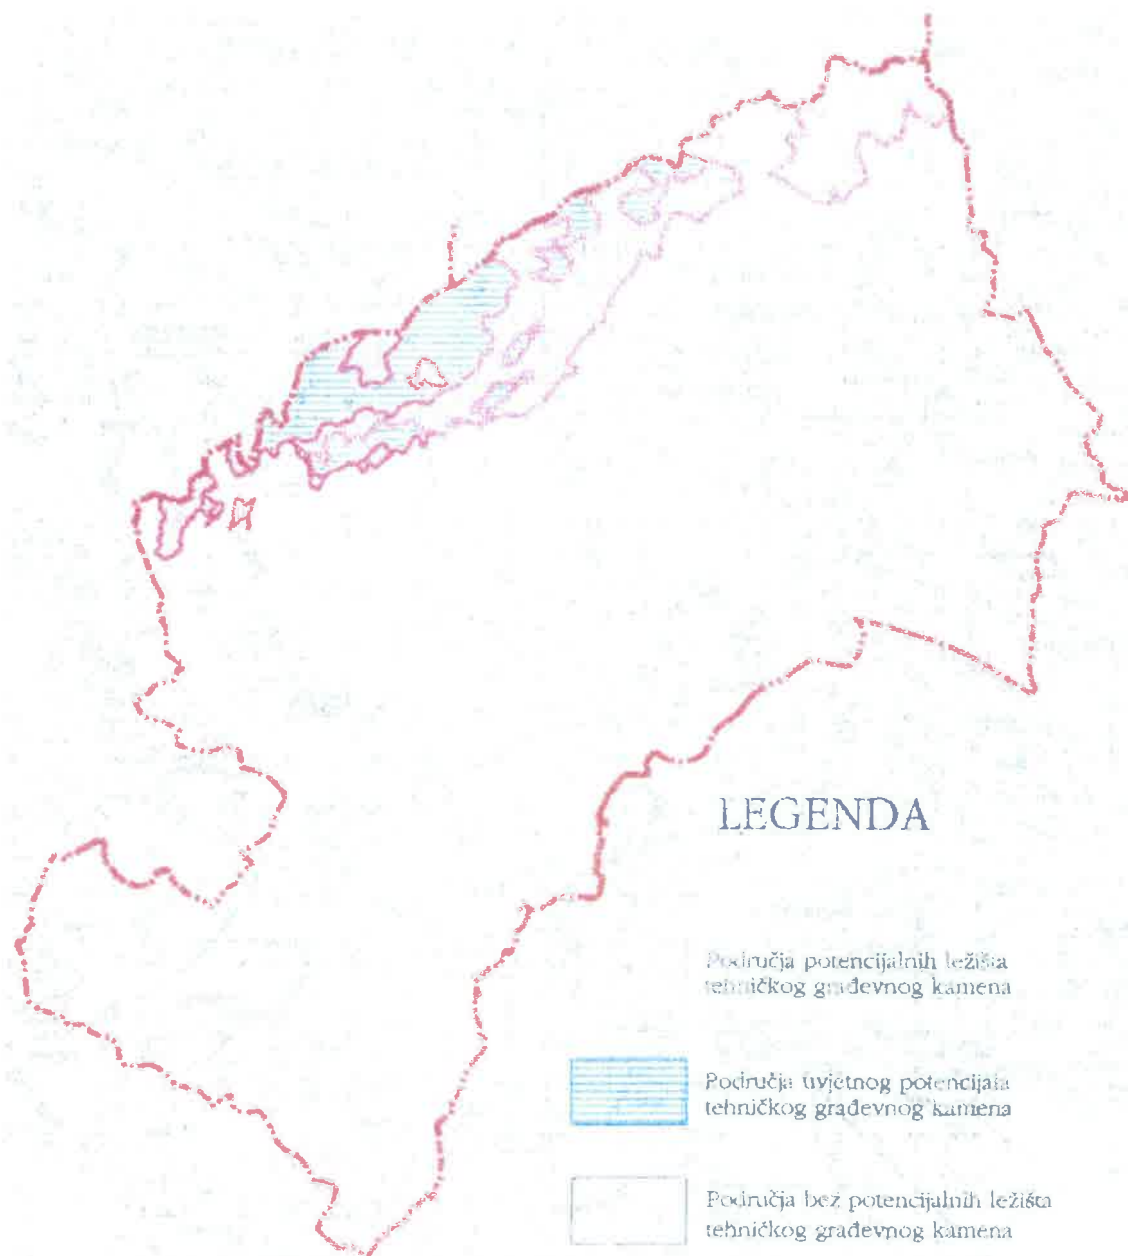 LEGENDA
Područja potencijalnih ležišta
tehničkog građevnog kamena
Područja uvjetnog potencijala
tehničkog građevnog kamena
Područja bez potencijalnih ležišta
tehničkog građevnog kamena